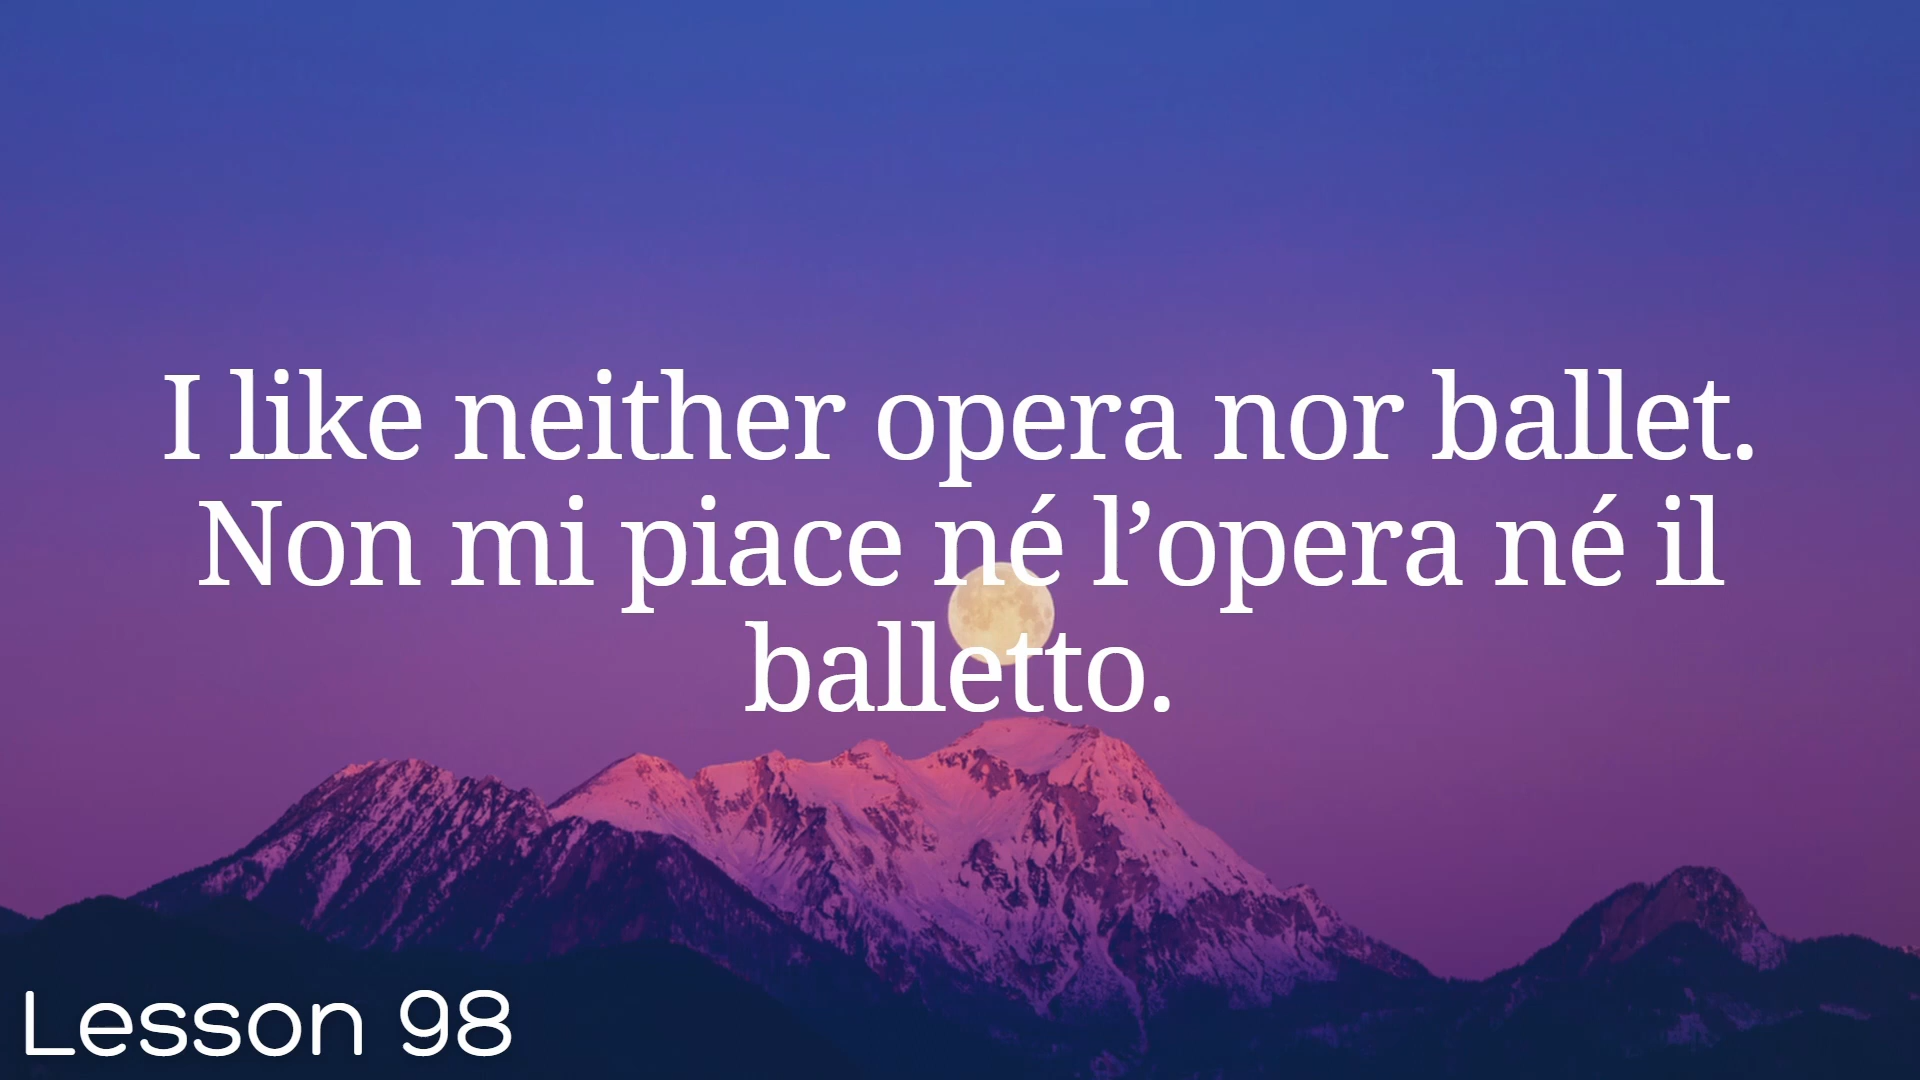 I like neither opera nor ballet.
Non mi piace né l’opera né il
balletto.
Lesson 98